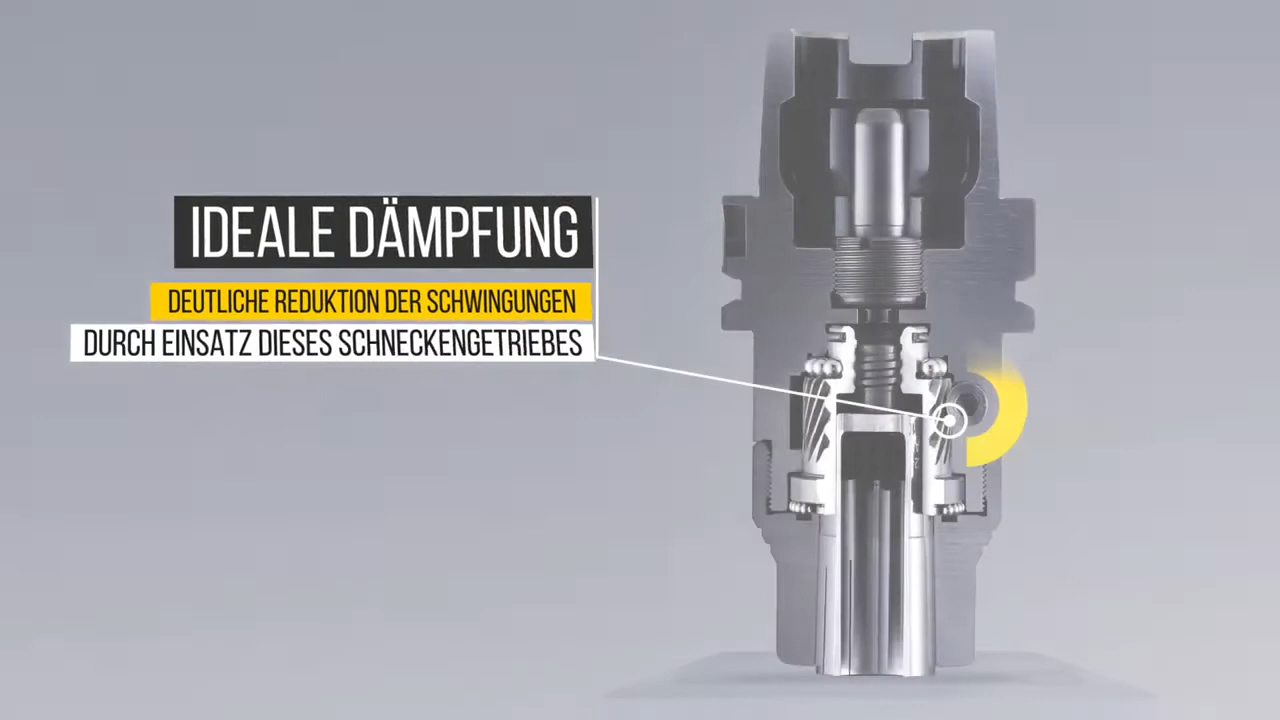 IDEALE DÄMPFUNG
DEUTLICHE REDUKTION DER SCHWINGUNGEN
DURCH EINSATZ DIESES SCHNECKENGETRIEBES